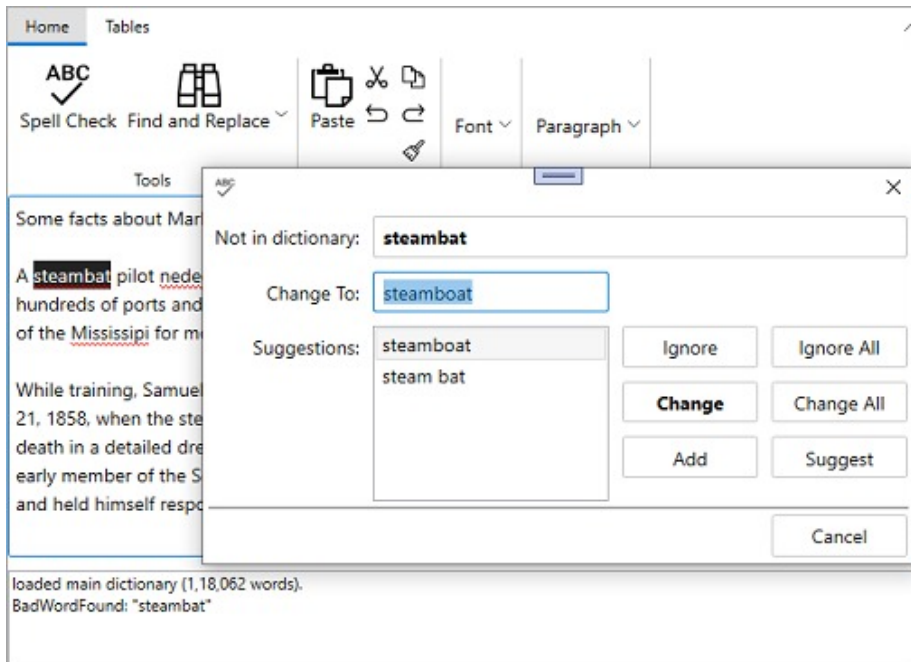 Home Tables
ABC
Spell Check Find and Replace Paste Font Paragraph
Tools
ABC
Not in dictionary: steambat
Change To: steamboat
Suggestions: steamboat
steam bat
Ignore Ignore All
Change Change All
Add Suggest
Cancel
Some facts about Mar
A steambat pilot nede
hundreds of ports and
of the Mississipi for m
While training, Samuel
21, 1858, when the ste
death in a detailed dre
early member of the S
and held himself respo
loaded main dictionary (1,18,062 words).
BadWordFound: "steambat"